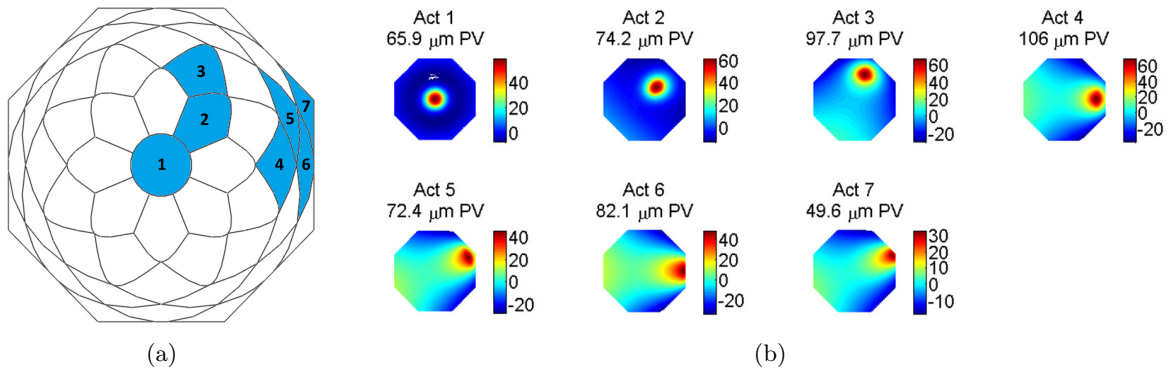 1
2
3
4
5
6
7
(a)
Act 1
65.9 μm PV
40
20
0
Act 2
74.2 μm PV
60
40
20
0
Act 3
97.7 μm PV
60
40
20
0
-20
Act 4
106 μm PV
60
40
20
0
-20
Act 5
72.4 μm PV
40
20
0
-20
Act 6
82.1 μm PV
40
20
0
-20
Act 7
49.6 μm PV
30
20
10
0
-10
(b)